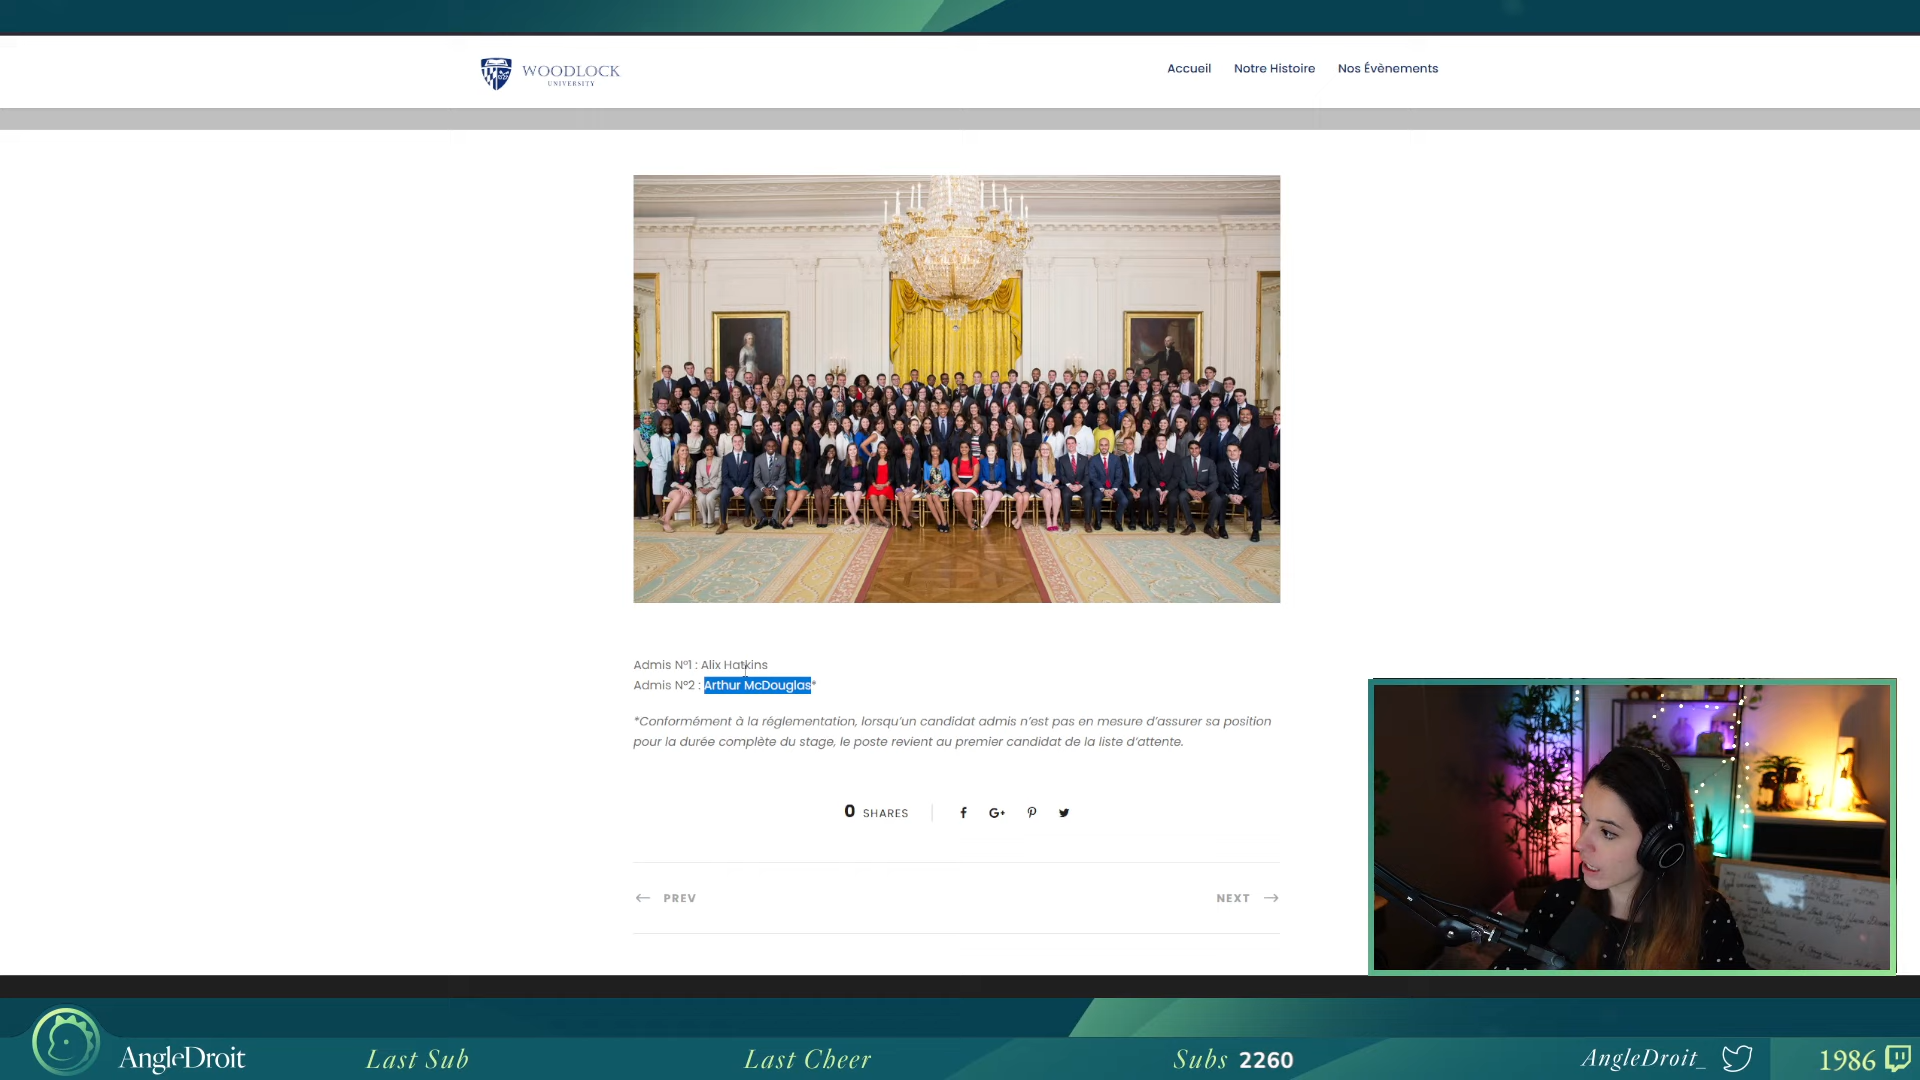 WOODLOCK
UNIVERSITY
Accueil Notre Histoire Nos Évènements
Admis N°1 : Alix Hatkins
Admis N°2 : Arthur McDouglas*
*Conformément à la réglementation, lorsqu'un candidat admis n'est pas en mesure d'assurer sa position
pour la durée complète du stage, le poste revient au premier candidat de la liste d'attente.
0 SHARES
PREV
NEXT
AngleDroit
Last Sub
Last Cheer
Subs 2260
AngleDroit_
1986